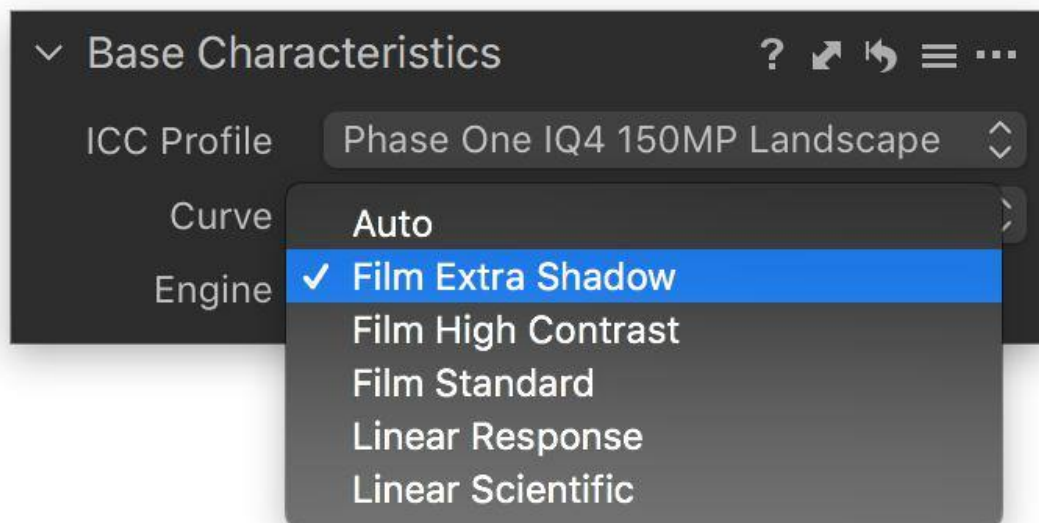 Base Characteristics ?
ICC Profile Phase One IQ4 150MP Landscape
Curve
Auto
Film Extra Shadow
Engine
Film High Contrast
Film Standard
Linear Response
Linear Scientific